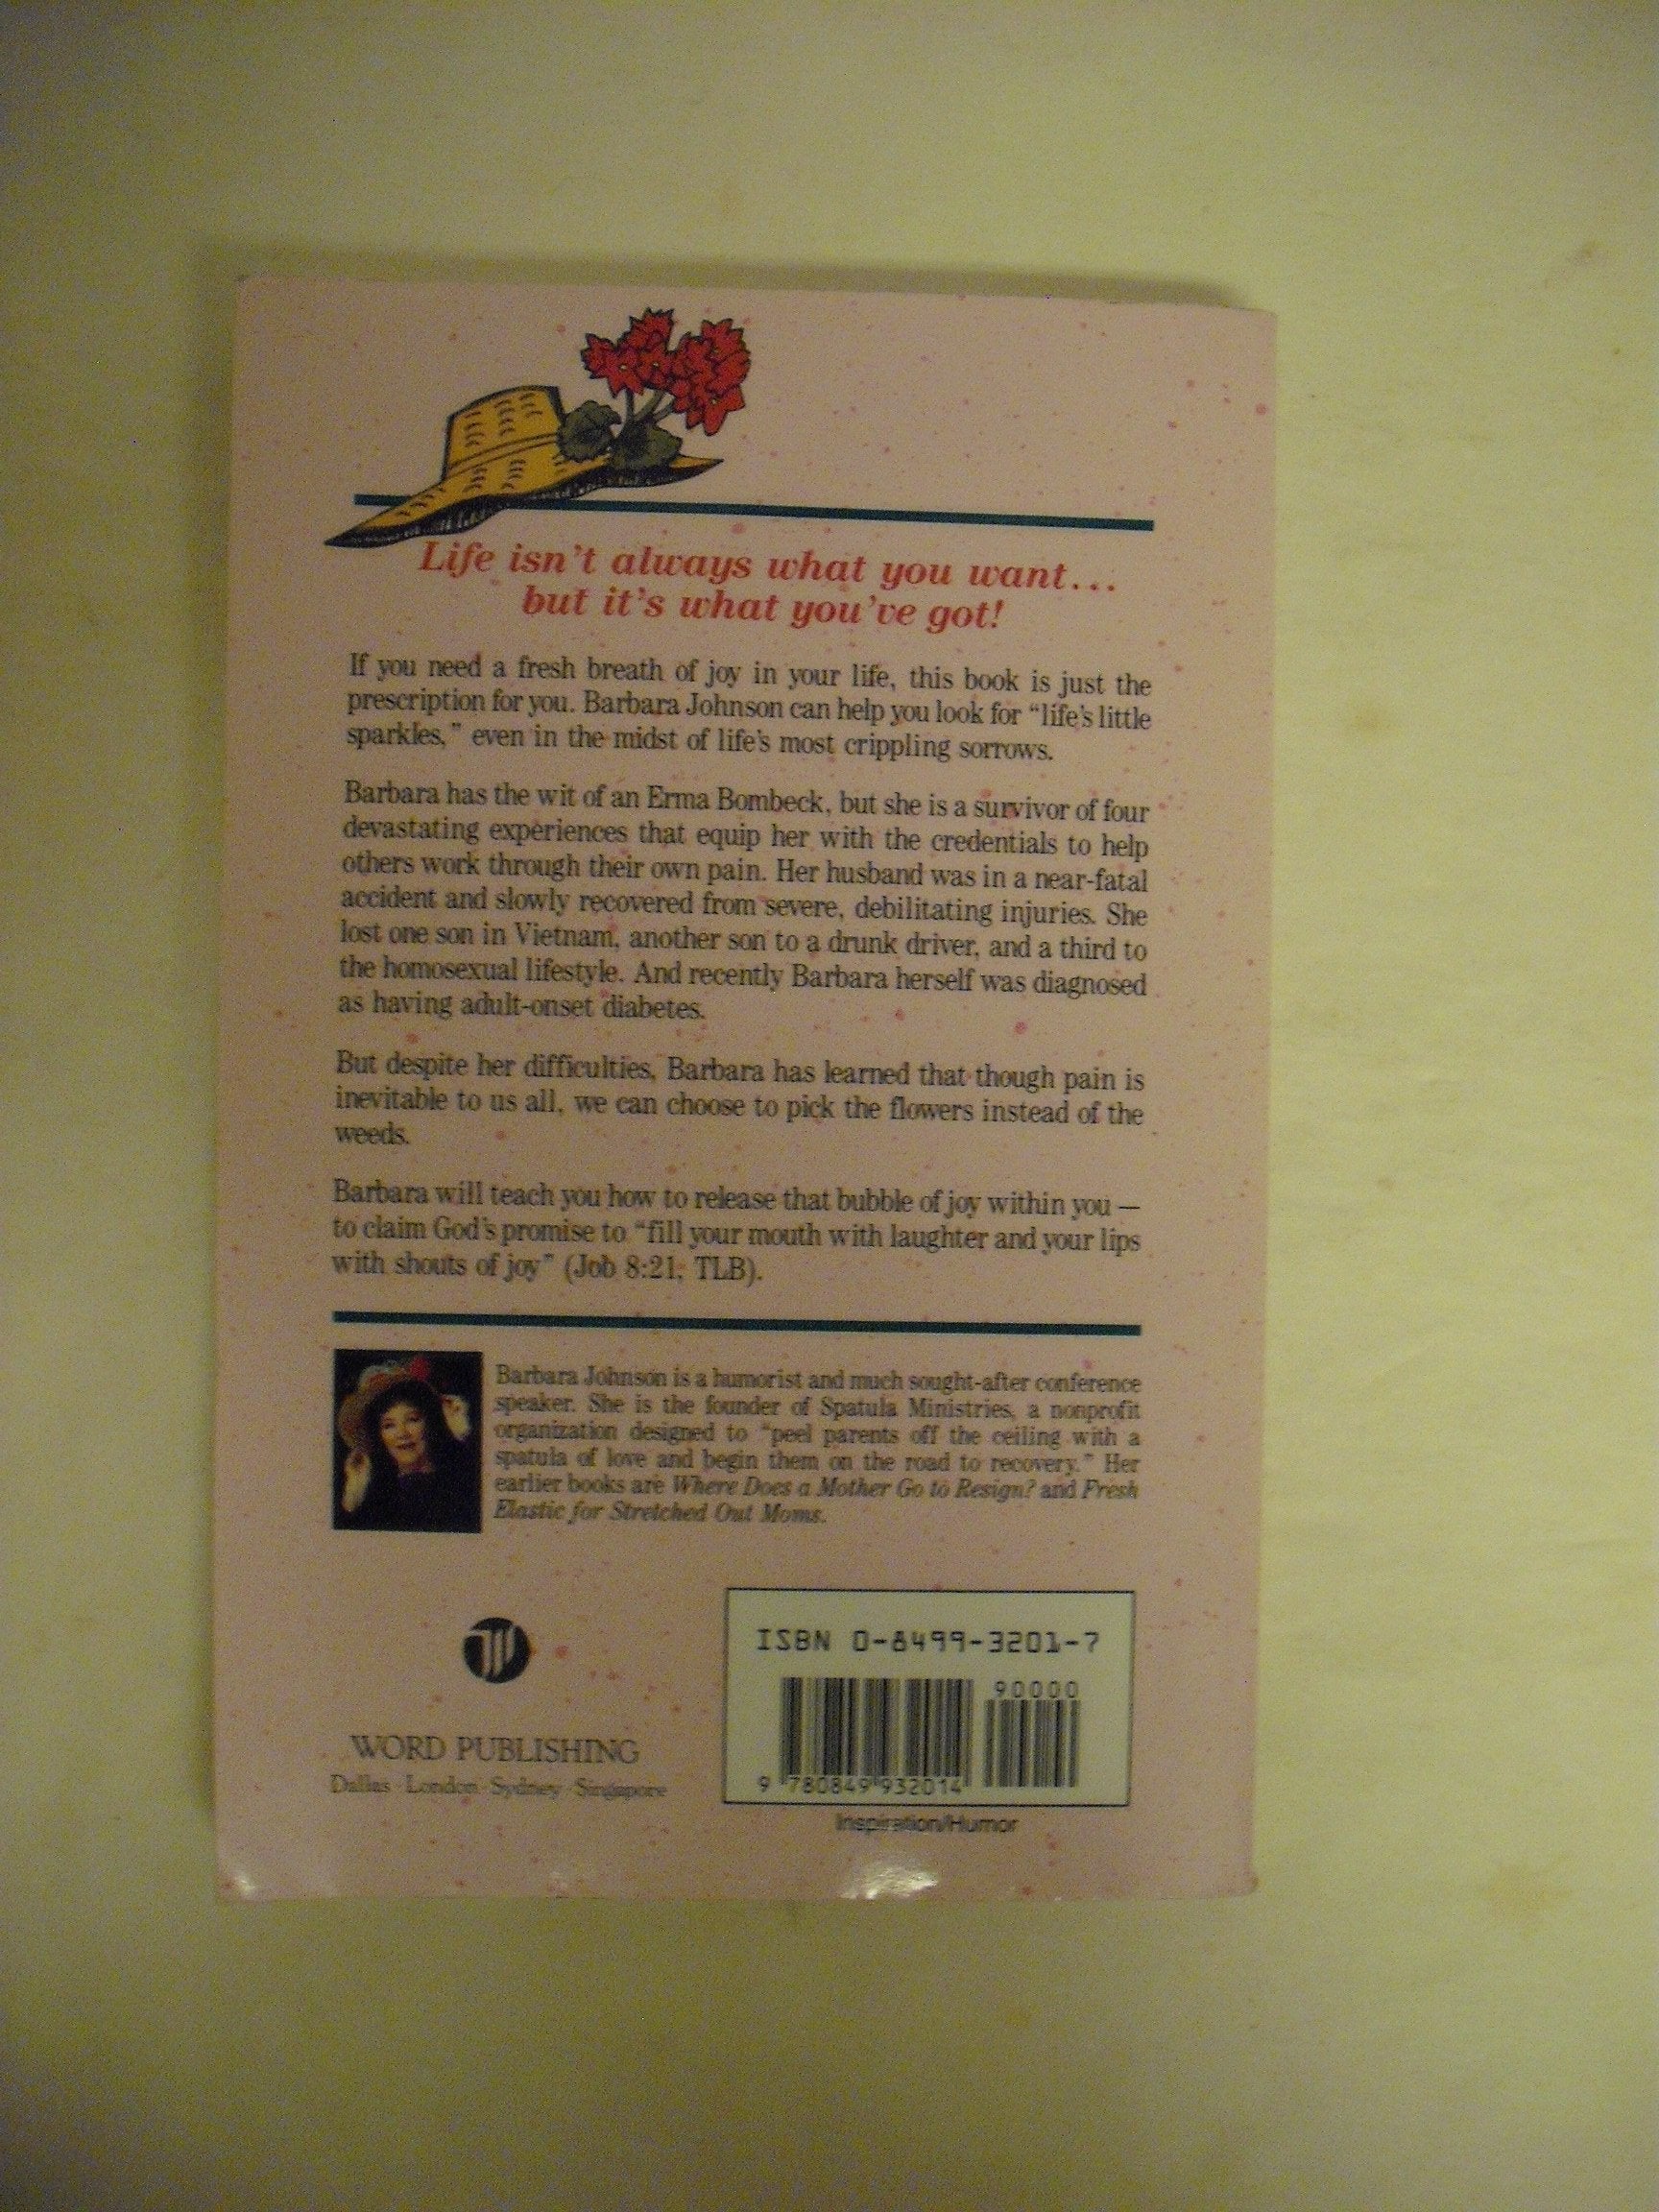 Life isn't always what you want...
but it's what you've got!
If you need a fresh breath of joy in your life, this book is just the
prescription for you. Barbara Johnson can help you look for “life's little
sparkles,” even in the midst of life's most crippling sorrows.
Barbara has the wit of an Erma Bombeck, but she is a survivor of four
devastating experiences that equip her with the credentials to help
others work through their own pain. Her husband was in a near-fatal
accident and slowly recovered from severe, debilitating injuries. She
lost one son in Vietnam, another son to a drunk driver, and a third to
the homosexual lifestyle. And recently Barbara herself was diagnosed
as having adult-onset diabetes.
But despite her difficulties, Barbara has learned that though pain is
inevitable to us all, we can choose to pick the flowers instead of the
weeds.
Barbara will teach you how to release that bubble of joy within you —
to claim God's promise to “fill your mouth with laughter and your lips
with shouts of joy” (Job 8:21; TLB).
Barbara Johnson is a humorist and much sought-after conference
speaker. She is the founder of Spatula Ministries, a nonprofit
organization designed to “peel parents off the ceiling with a
spatula of love and begin them on the road to recovery.” Her
earlier books are Where Does a Mother Go to Resign? and Fresh
Elastic for Stretched Out Moms.
WORD PUBLISHING
Dallas · London · Sydney · Singapore
ISBN 0-8499-3201-7
90000
9 780849 932014
Inspiration/Humor